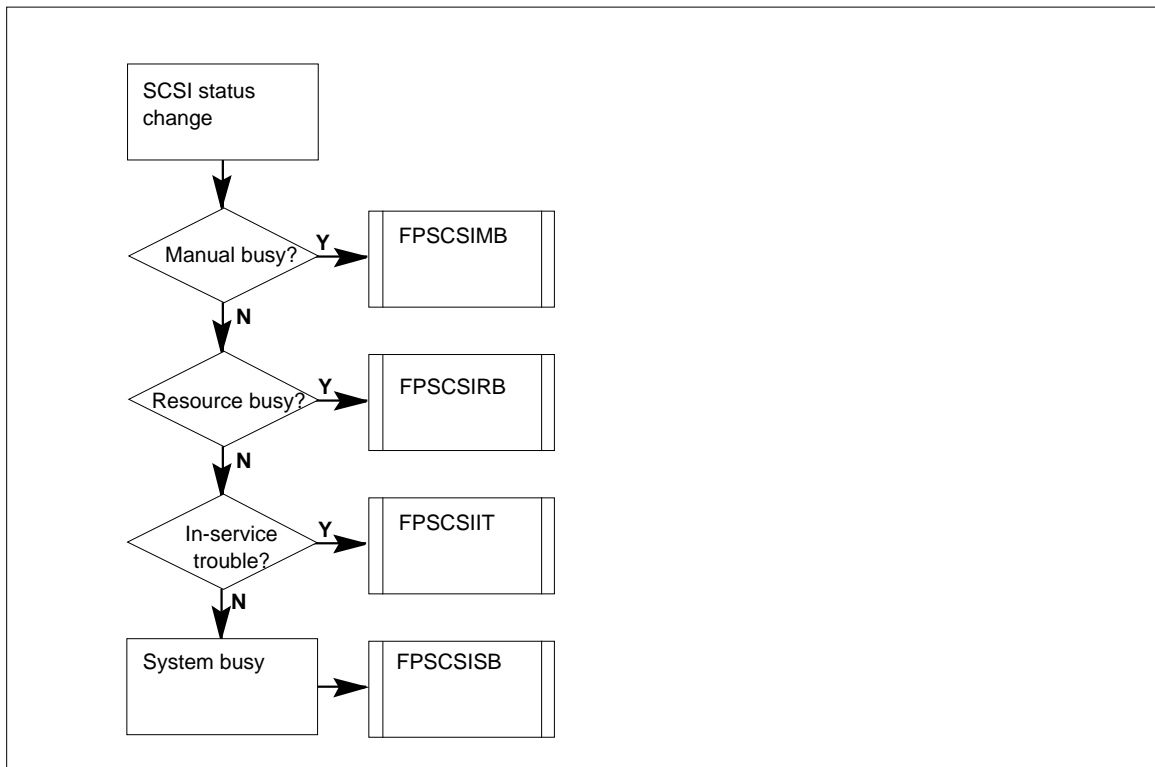 SCSI status
change
Manual busy?
Y
FPSCSIMB
N
Resource busy?
Y
FPSCSIRB
N
In-service
trouble?
Y
FPSCSIIT
N
System busy
FPSCSISB